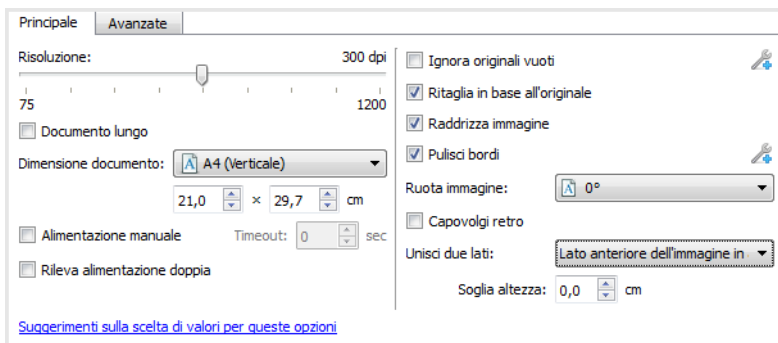 Principale Avanzate
Risoluzione: 300 dpi
75 1200
Documento lungo
Dimensione documento: A4 (Verticale)
21,0 × 29,7 cm
Alimentazione manuale Timeout: 0 sec
Rileva alimentazione doppia
Suggerimenti sulla scelta di valori per queste opzioni
Ignora originali vuoti
Ritaglia in base all'originale
Raddrizza immagine
Pulisci bordi
Ruota immagine: 0°
Capovolgi retro
Unisci due lati: Lato anteriore dell'immagine in
Soglia altezza: 0,0 cm